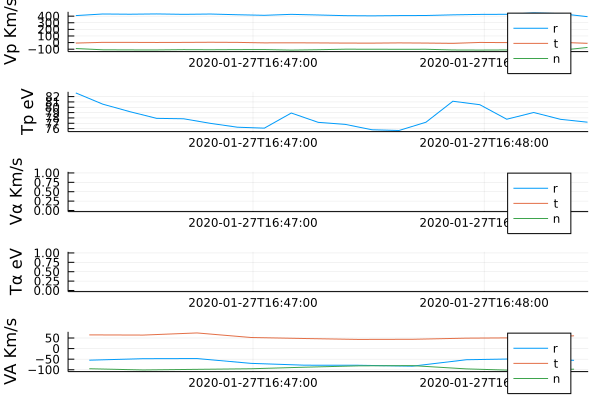 Vp Km/s
400
300
200
100
0
−100
2020-01-27T16:47:00
2020-01-27T16:
r
t
n
Tp eV
82
81
80
79
78
77
76
2020-01-27T16:47:00
2020-01-27T16:48:00
Vα Km/s
1.00
0.75
0.50
0.25
0.00
2020-01-27T16:47:00
2020-01-27T16:
r
t
n
Tα eV
1.00
0.75
0.50
0.25
0.00
2020-01-27T16:47:00
2020-01-27T16:48:00
VA Km/s
50
0
−50
−100
2020-01-27T16:47:00
2020-01-27T16:
r
t
n